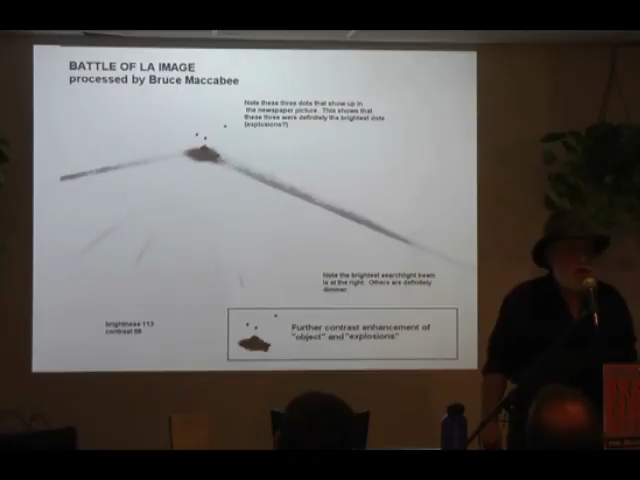 BATTLE OF LA IMAGE
processed by Bruce Maccabee
Note these three dots that show up in
the newspaper picture. This shows that
these three were definitely the brightest dots
(explosions?)
Note the brightest searchlight beam
is at the right. Others are definitely
dimmer.
brightness 113
contrast
Further contrast enhancement of
"object" and "explosions"